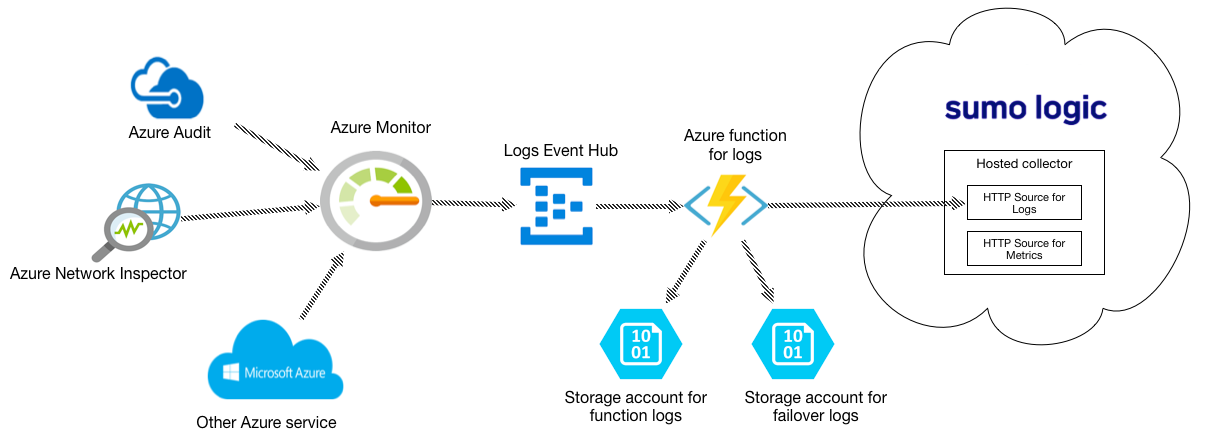 Azure Audit
Azure Monitor
Logs Event Hub
Azure function
for logs
sumo logic
Hosted collector
HTTP Source for
Logs
HTTP Source for
Metrics
Azure Network Inspector
Microsoft Azure
Other Azure service
10
01
Storage account for
function logs
10
01
Storage account for
failover logs